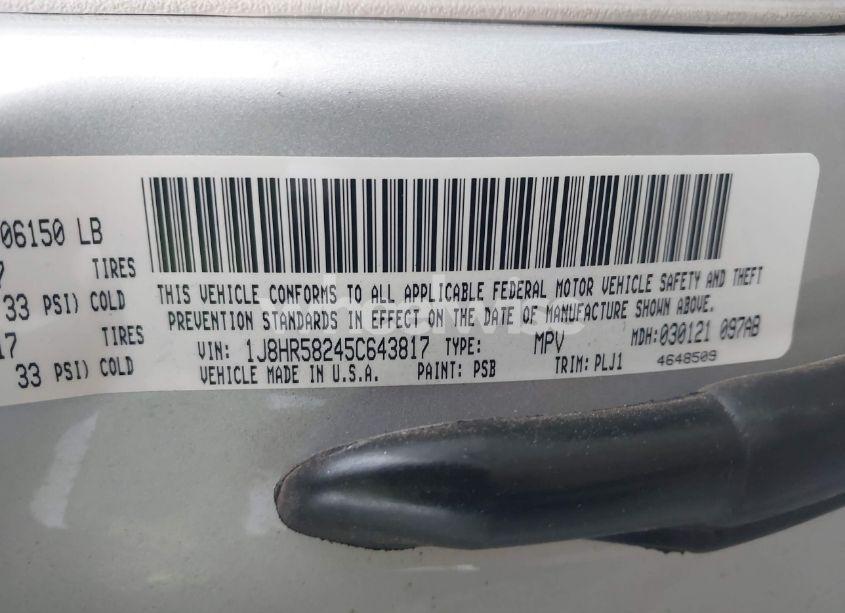 06150 LB
7 TIRES
33 PSI) COLD
17 TIRES
33 PSI) COLD
THIS VEHICLE CONFORMS TO ALL APPLICABLE FEDERAL MOTOR VEHICLE SAFETY AND THEFT
PREVENTION STANDARDS IN EFFECT ON THE DATE OF MANUFACTURE SHOWN ABOVE.
VIN: 1J8HR58245C643817 TYPE: MPV MDH:030121 097AB
VEHICLE MADE IN U.S.A. PAINT: PSB TRIM: PLJ1 4648509